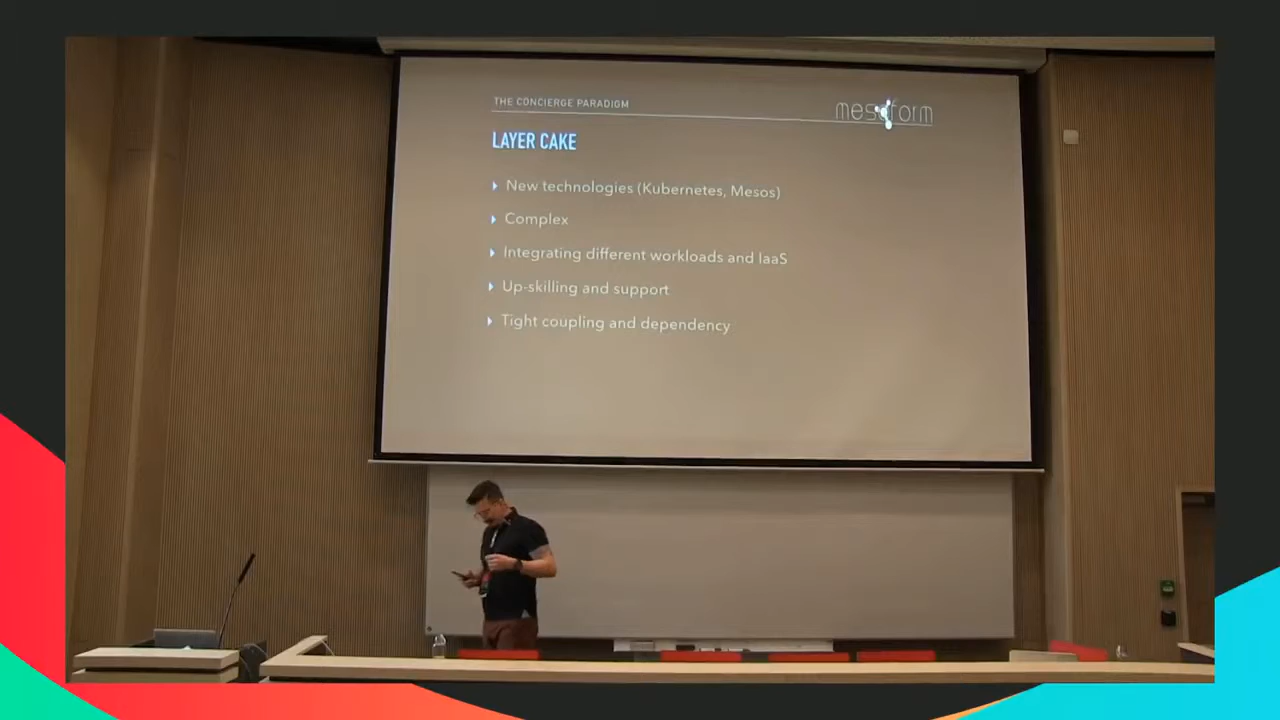 THE CONCIERGE PARADIGM
mesoform
LAYER CAKE
New technologies (Kubernetes, Mesos)
Complex
Integrating different workloads and IaaS
Up-skilling and support
Tight coupling and dependency